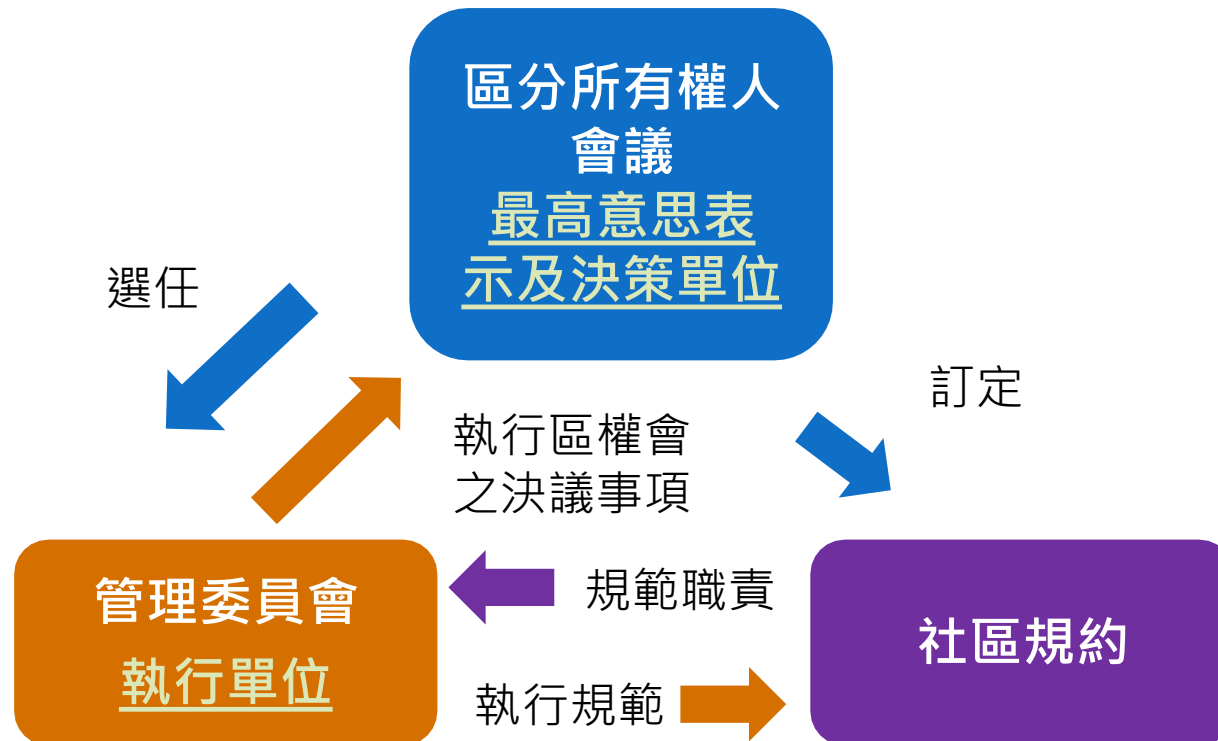 區分所有權人
會議
最高意思表
示及決策單位
選任
訂定
執行區權會
之決議事項
管理委員會
執行單位
規範職責
執行規範
社區規約